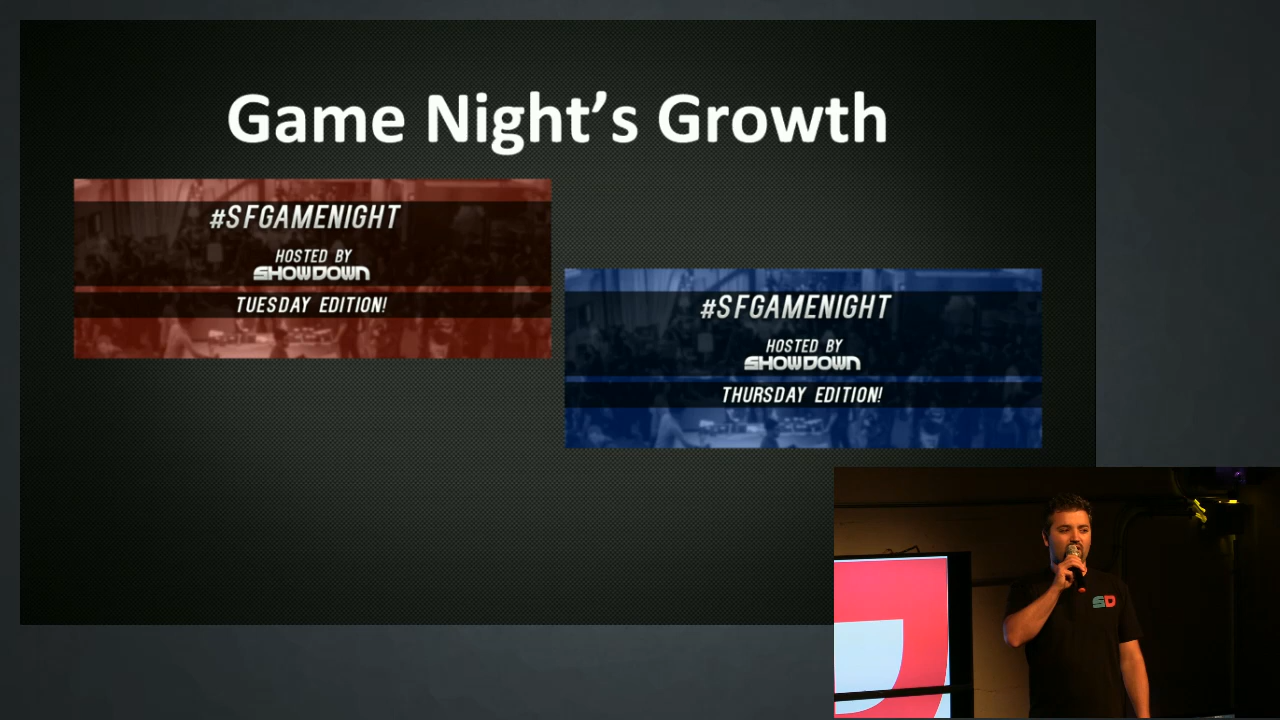 Game Night's Growth
#SFGAMENIGHT
HOSTED BY
SHOWDOWN
TUESDAY EDITION!
#SFGAMENIGHT
HOSTED BY
SHOWDOWN
THURSDAY EDITION!
SD